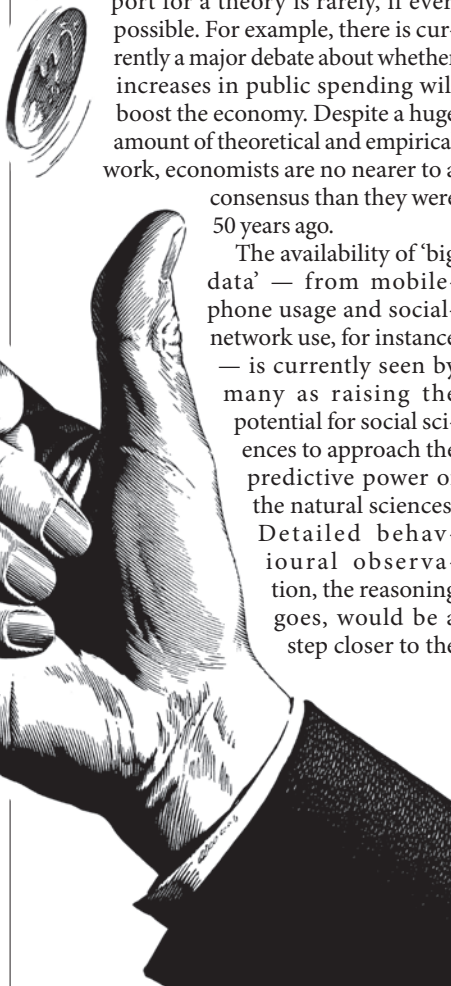 port for a theory is rarely, if ever
possible. For example, there is cur-
rently a major debate about whether
increases in public spending wil
boost the economy. Despite a huge
amount of theoretical and empirica
work, economists are no nearer to a
consensus than they were
50 years ago.
The availability of ‘big
data’ — from mobile-
phone usage and social-
network use, for instance
— is currently seen by
many as raising the
potential for social sci-
ences to approach the
predictive power of
the natural sciences
Detailed behav-
ioural observa-
tion, the reasoning
goes, would be a
step closer to the